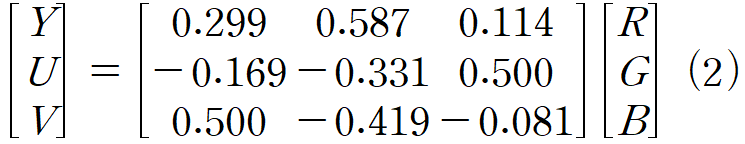 Y 0.299 0.587 0.114 R
U = -0.169 -0.331 0.500 G (2)
V 0.500 -0.419 -0.081 B